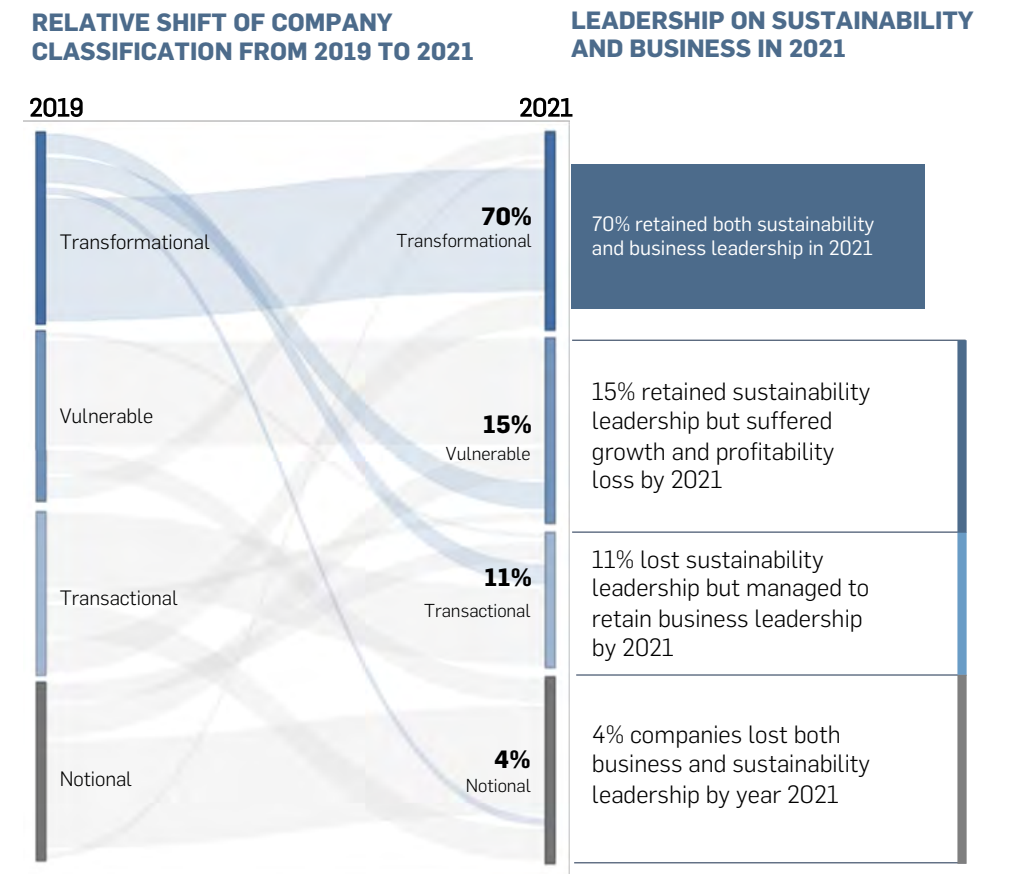 RELATIVE SHIFT OF COMPANY
CLASSIFICATION FROM 2019 TO 2021
LEADERSHIP ON SUSTAINABILITY
AND BUSINESS IN 2021
2019
2021
Transformational
70%
Transformational
70% retained both sustainability
and business leadership in 2021
Vulnerable
15%
Vulnerable
15% retained sustainability
leadership but suffered
growth and profitability
loss by 2021
Transactional
11%
Transactional
11% lost sustainability
leadership but managed to
retain business leadership
by 2021
Notional
4%
Notional
4% companies lost both
business and sustainability
leadership by year 2021